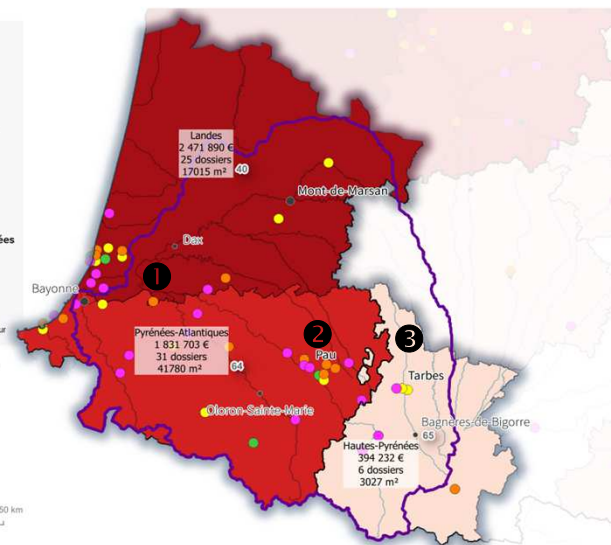 Landes
2 471 890 €
25 dossiers
17015 m²
40
Mont-de-Marsan
Dax
ées
Bayonne
1
ur
Pyrénées-Atlantiques
1 831 703 €
31 dossiers
41780 m²
64
2
Pau
3
Tarbes
Oloron-Sainte-Marie
Bagnères-de-Bigorre
65
Hautes-Pyrénées
394 232 €
6 dossiers
3027 m²
50 km